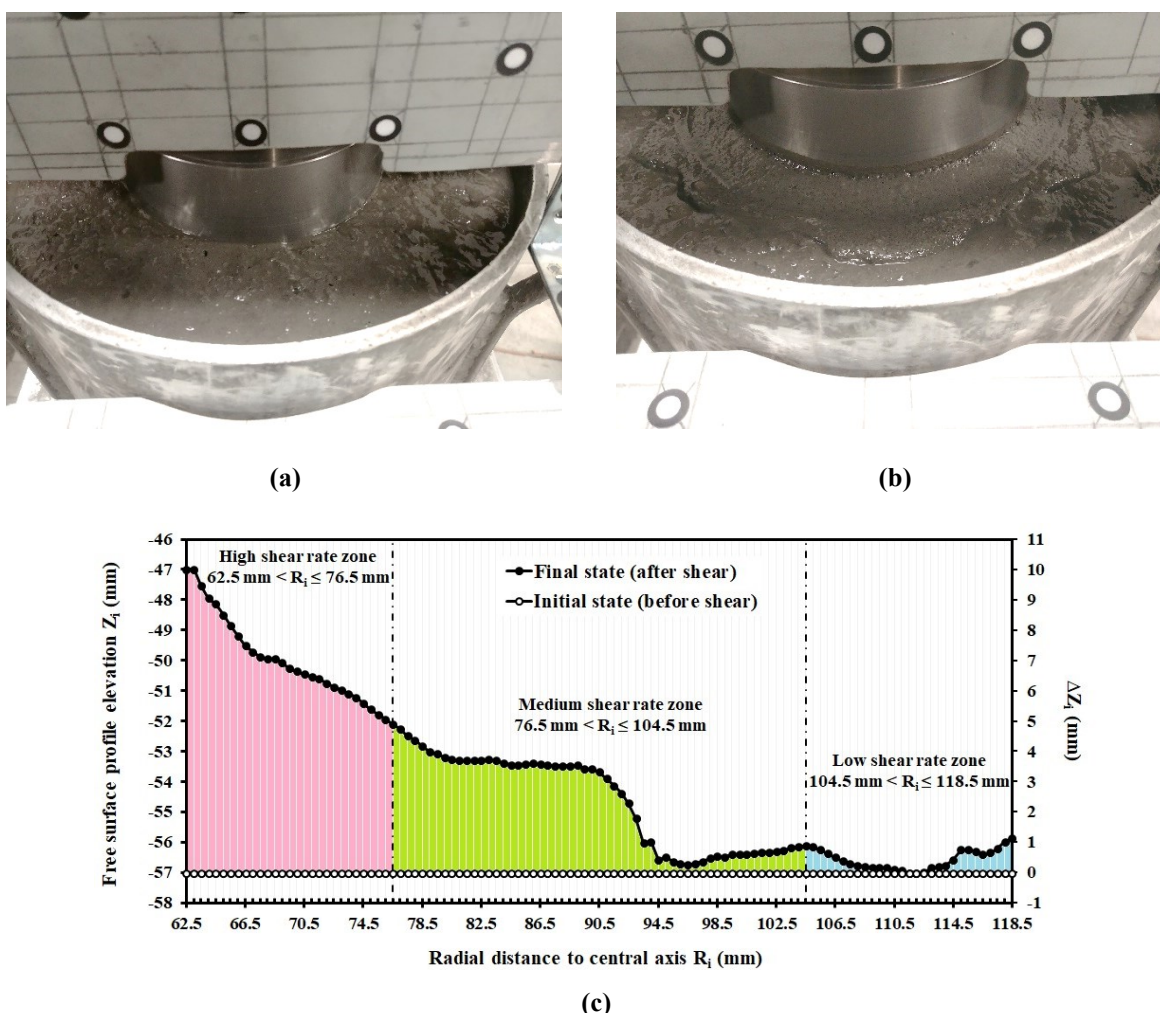 (a)
(b)
High shear rate zone
62.5 mm < Rᵢ ≤ 76.5 mm
Final state (after shear)
Initial state (before shear)
Medium shear rate zone
76.5 mm < Rᵢ ≤ 104.5 mm
Low shear rate zone
104.5 mm < Rᵢ ≤ 118.5 mm
Free surface profile elevation Zᵢ (mm)
-46
-47
-48
-49
-50
-51
-52
-53
-54
-55
-56
-57
-58
11
10
9
8
7
6
5
4
3
2
1
0
-1
ΔZᵢ (mm)
62.5 66.5 70.5 74.5 78.5 82.5 86.5 90.5 94.5 98.5 102.5 106.5 110.5 114.5 118.5
Radial distance to central axis Rᵢ (mm)
(c)